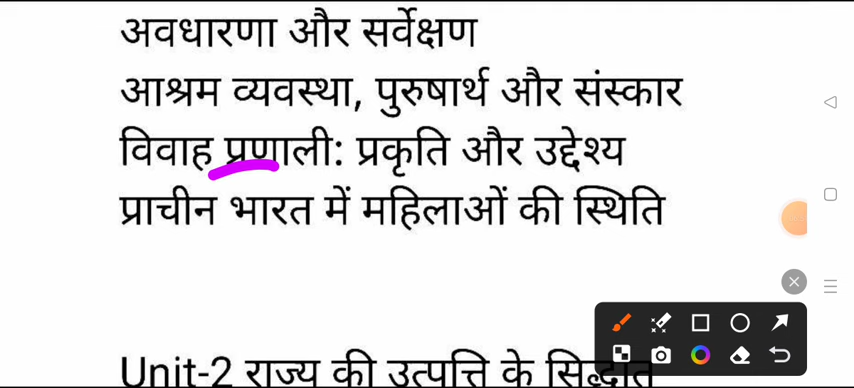 अवधारणा और सर्वेक्षण
आश्रम व्यवस्था, पुरुषार्थ और संस्कार
विवाह प्रणाली: प्रकृति और उद्देश्य
प्राचीन भारत में महिलाओं की स्थिति
Unit-2 राज्य की उत्पत्ति के सिद्धांत